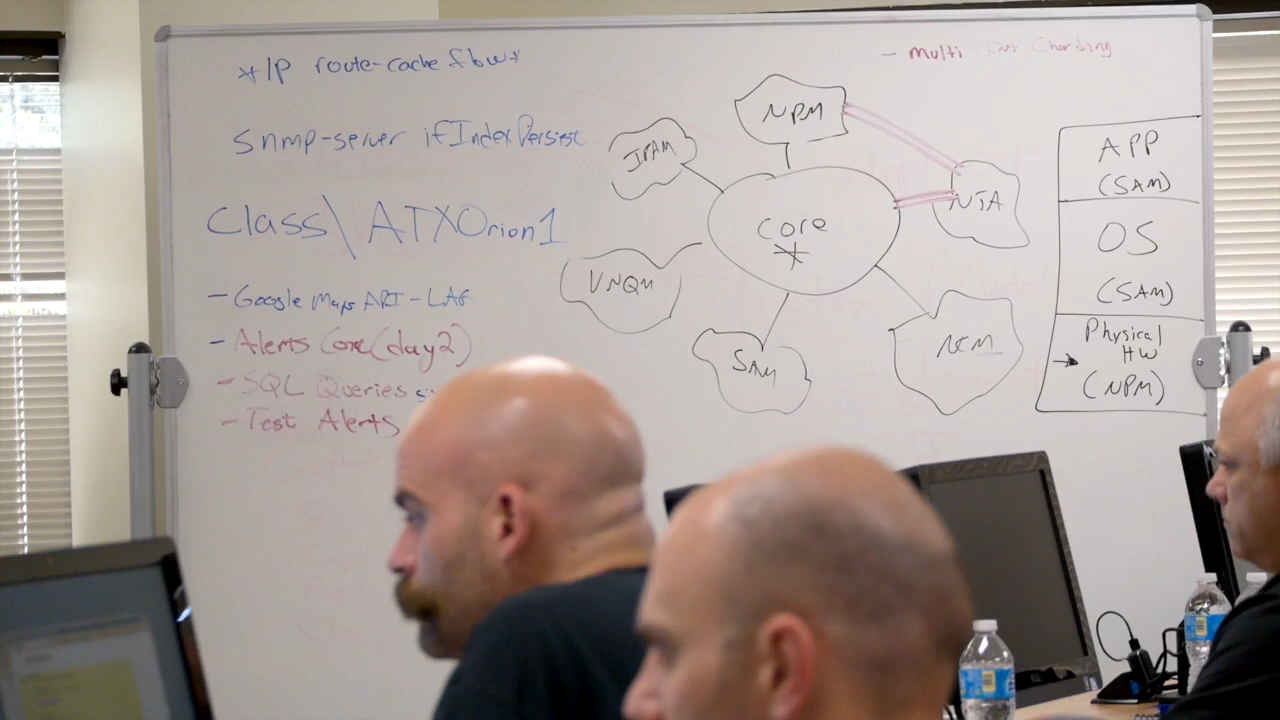 *IP route-cache flow*
snmp-server ifIndex Persist
Class\ATXOrion1
- Google Maps API -
- Alerts Core (day2)
- SQL Queries
- Test Alerts
- Multi Charting
NPM
IPAM
NTA
Core
*
VNQM
NCM
SAM
APP
(SAM)
OS
(SAM)
Physical
HW
(NPM)